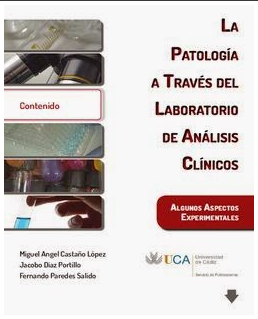 La
Patología
a Través del
Laboratorio
de Análisis
Clínicos
Contenido
Algunos Aspectos
Experimentales
Miguel Angel Castaño López
Jacobo Díaz Portillo
Fernando Paredes Salido
UCA
Universidad
de Cádiz
Servicio de Publicaciones